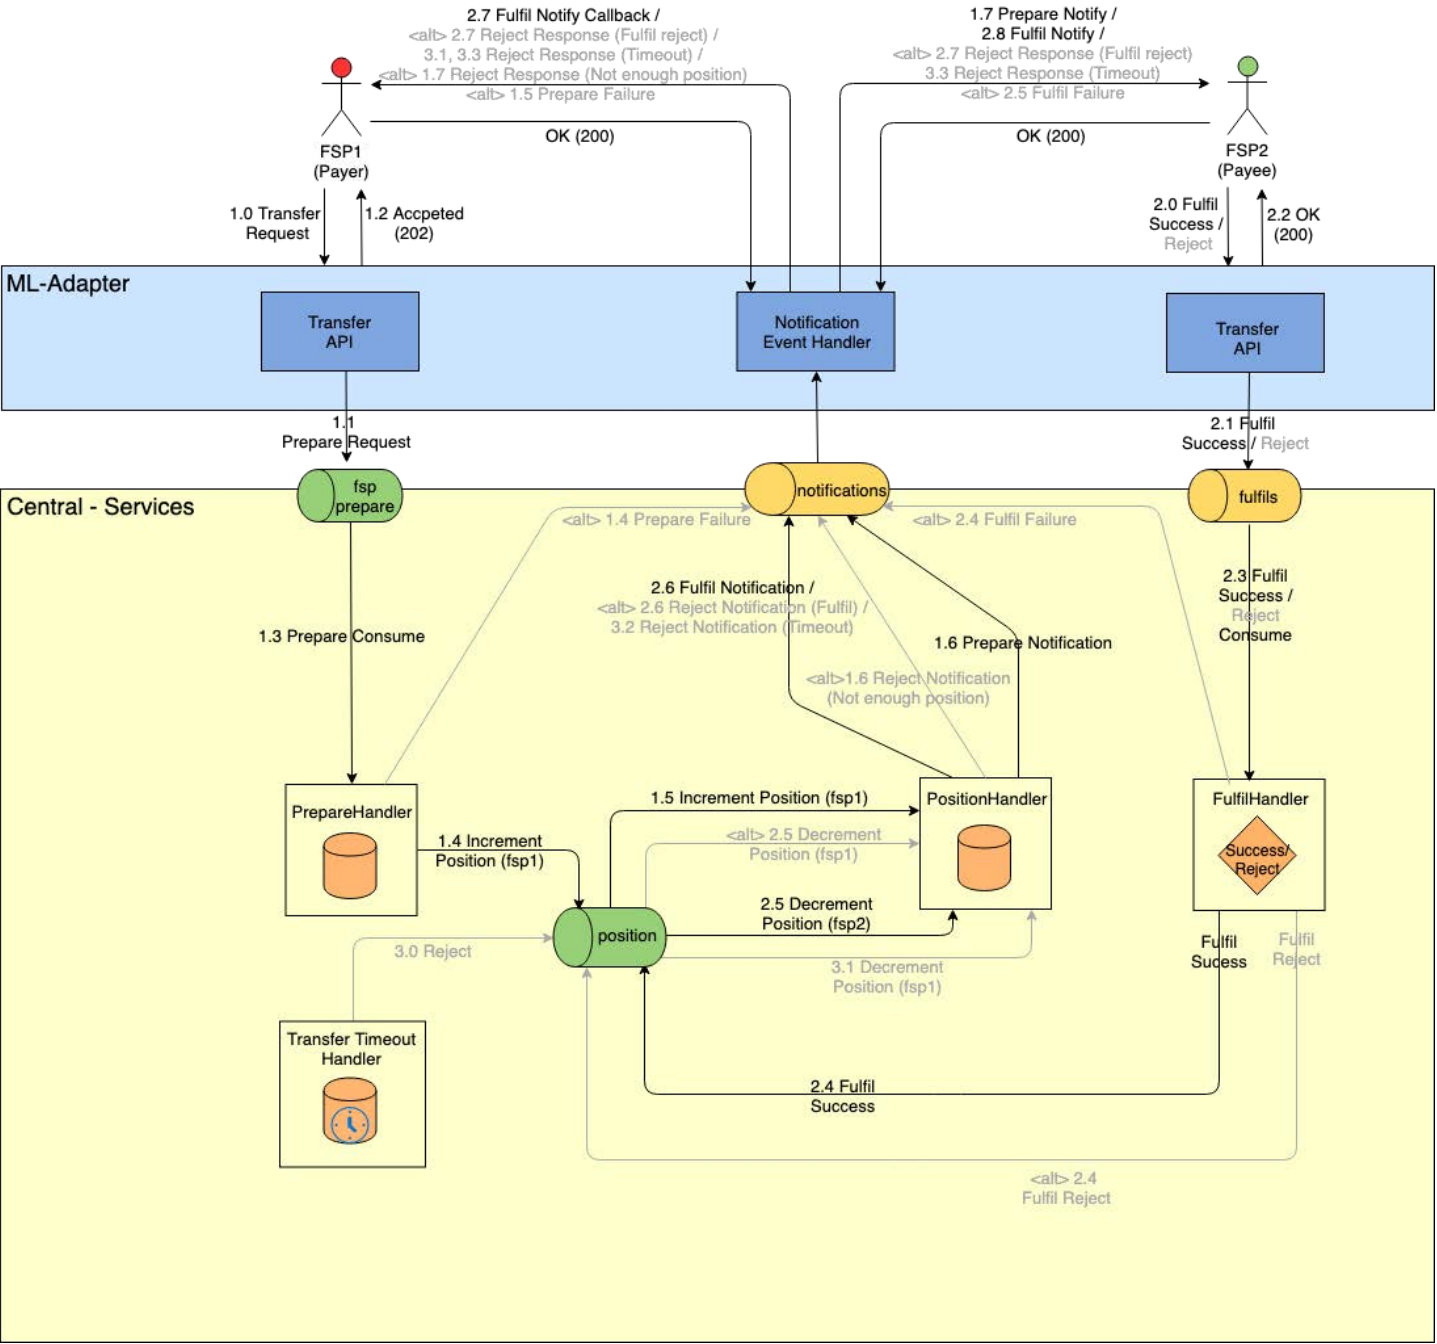 2.7 Fulfil Notify Callback /
<alt> 2.7 Reject Response (Fulfil reject) /
3.1, 3.3 Reject Response (Timeout) /
<alt> 1.7 Reject Response (Not enough position)
<alt> 1.5 Prepare Failure
1.7 Prepare Notify /
2.8 Fulfil Notify /
<alt> 2.7 Reject Response (Fulfil reject)
3.3 Reject Response (Timeout)
<alt> 2.5 Fulfil Failure
OK (200)
OK (200)
FSP1
(Payer)
FSP2
(Payee)
1.0 Transfer
Request
1.2 Accpeted
(202)
2.0 Fulfil
Success /
Reject
2.2 OK
(200)
ML-Adapter
Transfer
API
Notification
Event Handler
Transfer
API
1.1
Prepare Request
2.1 Fulfil
Success / Reject
Central - Services
fsp
prepare
notifications
fulfils
<alt> 1.4 Prepare Failure
<alt> 2.4 Fulfil Failure
2.6 Fulfil Notification /
<alt> 2.6 Reject Notification (Fulfil) /
3.2 Reject Notification (Timeout)
2.3 Fulfil
Success /
Reject
Consume
1.3 Prepare Consume
1.6 Prepare Notification
<alt>1.6 Reject Notification
(Not enough position)
PrepareHandler
1.4 Increment
Position (fsp1)
1.5 Increment Position (fsp1)
<alt> 2.5 Decrement
Position (fsp1)
PositionHandler
FulfilHandler
Success/
Reject
2.5 Decrement
Position (fsp2)
position
3.0 Reject
3.1 Decrement
Position (fsp1)
Fulfil
Sucess
Fulfil
Reject
Transfer Timeout
Handler
2.4 Fulfil
Success
<alt> 2.4
Fulfil Reject